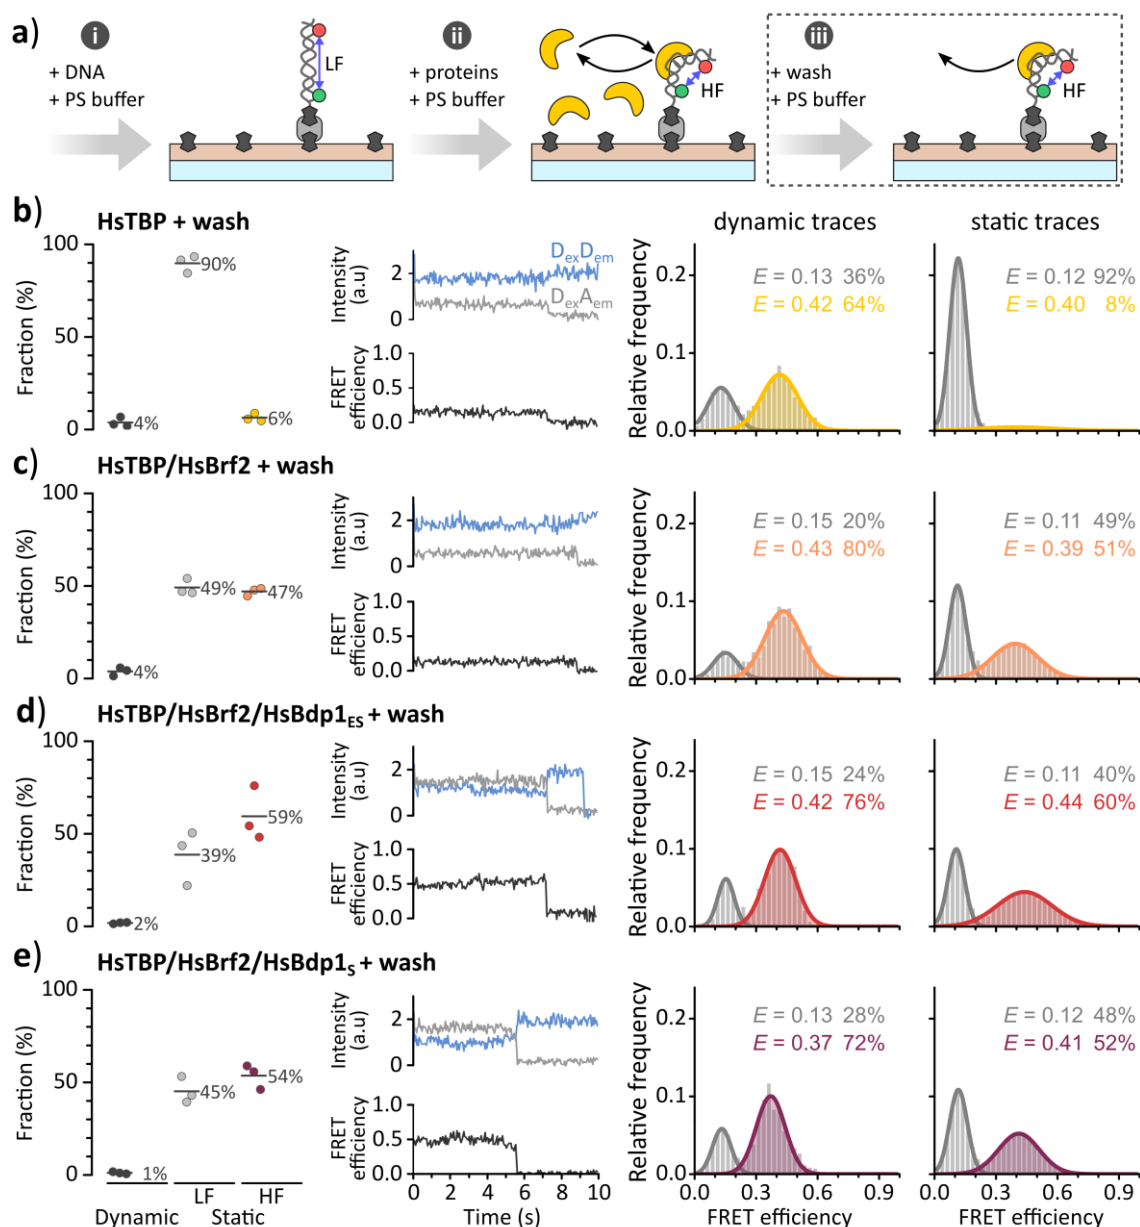 a)
i
+ DNA
+ PS buffer
LF
ii
+ proteins
+ PS buffer
HF
iii
+ wash
+ PS buffer
HF
b)
HsTBP + wash
dynamic traces
static traces
Fraction (%)
100
50
0
4%
90%
6%
Intensity
(a.u)
2
0
DexDem
DexAem
FRET
efficiency
1.0
0.5
0.0
Relative frequency
0.2
0.1
0.0
E = 0.13 36%
E = 0.42 64%
E = 0.12 92%
E = 0.40 8%
c)
HsTBP/HsBrf2 + wash
Fraction (%)
100
50
0
4%
49%
47%
Intensity
(a.u)
2
0
FRET
efficiency
1.0
0.5
0.0
Relative frequency
0.2
0.1
0.0
E = 0.15 20%
E = 0.43 80%
E = 0.11 49%
E = 0.39 51%
d)
HsTBP/HsBrf2/HsBdp1ES + wash
Fraction (%)
100
50
0
2%
39%
59%
Intensity
(a.u)
2
0
FRET
efficiency
1.0
0.5
0.0
Relative frequency
0.2
0.1
0.0
E = 0.15 24%
E = 0.42 76%
E = 0.11 40%
E = 0.44 60%
e)
HsTBP/HsBrf2/HsBdp1S + wash
Fraction (%)
100
50
0
1%
45%
54%
LF
HF
Dynamic
Static
Intensity
(a.u)
2
0
FRET
efficiency
1.0
0.5
0.0
0 2 4 6 8 10
Time (s)
Relative frequency
0.2
0.1
0.0
E = 0.13 28%
E = 0.37 72%
0.0 0.3 0.6 0.9
FRET efficiency
E = 0.12 48%
E = 0.41 52%
0.0 0.3 0.6 0.9
FRET efficiency